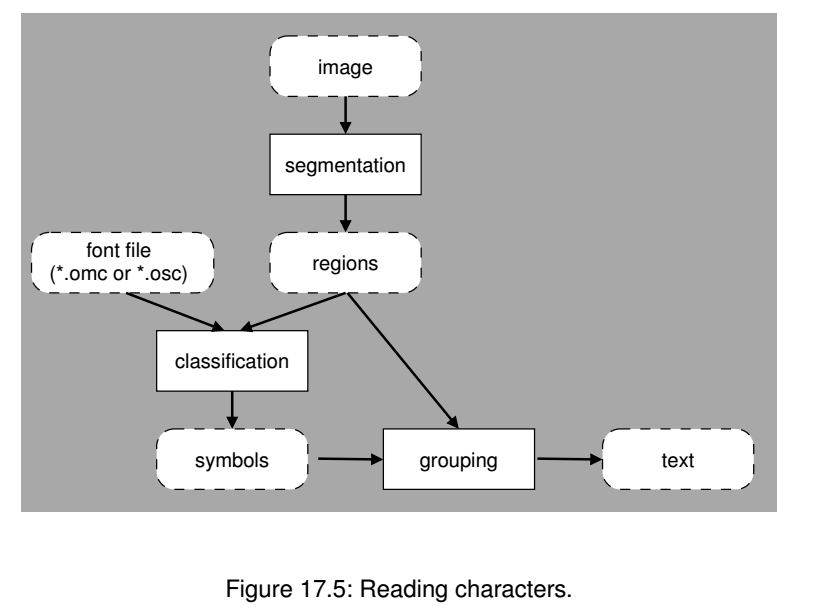 image
segmentation
font file
(*.omc or *.osc)
regions
classification
symbols
grouping
text
Figure 17.5: Reading characters.